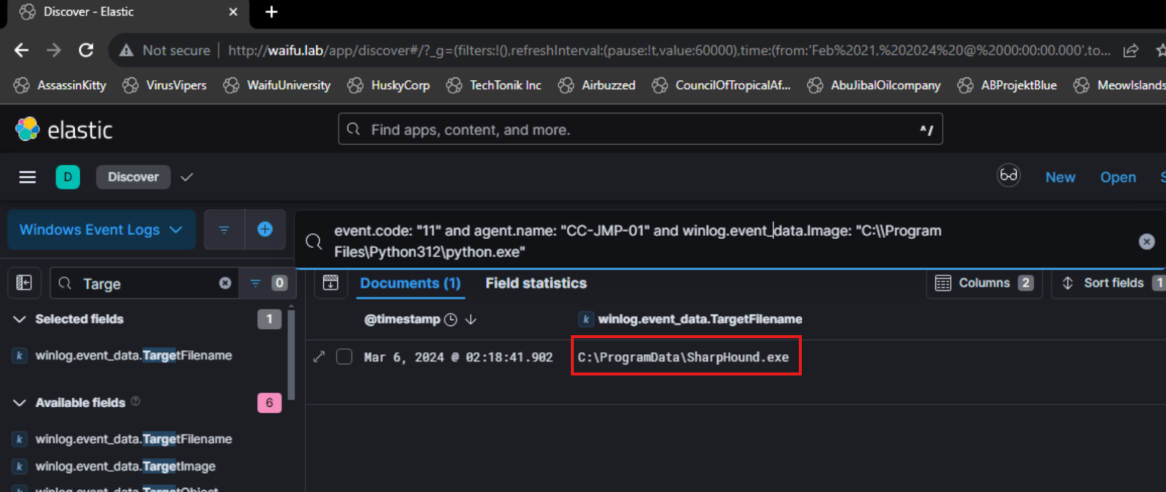 Discover - Elastic
Not secure | http://waifu.lab/app/discover#/?_g=(filters:!(),refreshInterval:(pause:!t,value:60000),time:(from:'Feb%2021,%202024%20@%2000:00:00.000',to...
AssassinKitty VirusVipers WaifuUniversity HuskyCorp TechTonik Inc Airbuzzed CouncilOfTropicalAf... AbuJibalOilcompany ABProjektBlue MeowIslands
elastic
Find apps, content, and more. ^/
D Discover New Open S
Windows Event Logs
event.code: "11" and agent.name: "CC-JMP-01" and winlog.event_data.Image: "C:\\Program
Files\Python312\python.exe"
Targe 0
Documents (1) Field statistics Columns 2 Sort fields 1
Selected fields 1
@timestamp k winlog.event_data.TargetFilename
k winlog.event_data.TargetFilename
Mar 6, 2024 @ 02:18:41.902 C:\ProgramData\SharpHound.exe
Available fields 6
k winlog.event_data.TargetFilename
k winlog.event_data.TargetImage
k winlog.event_data.TargetObject